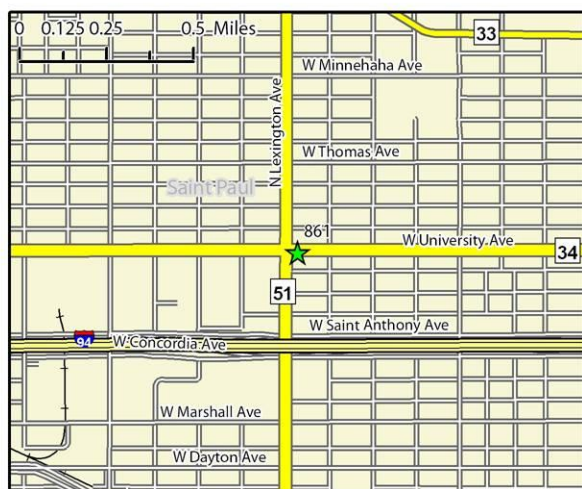 0 0.125 0.25 0.5 Miles
33
W Minnehaha Ave
N Lexington Ave
W Thomas Ave
Saint Paul
861
W University Ave
34
51
W Saint Anthony Ave
94
W Concordia Ave
W Marshall Ave
W Dayton Ave